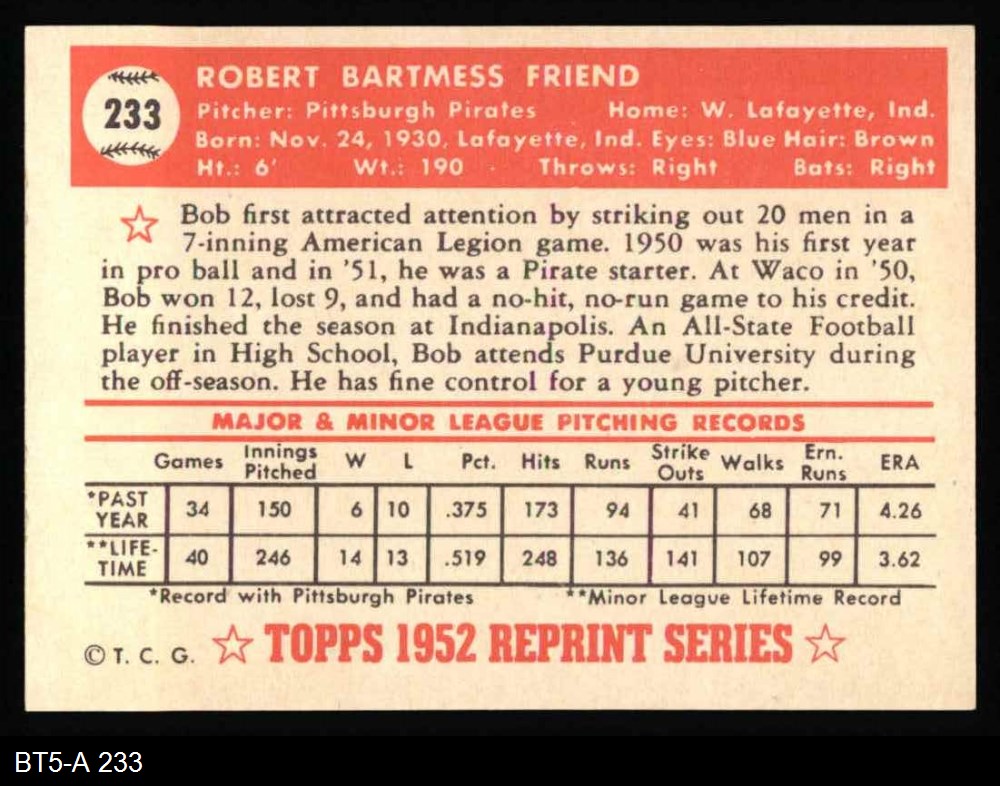 233
ROBERT BARTMESS FRIEND
Pitcher: Pittsburgh Pirates Home: W. Lafayette, Ind.
Born: Nov. 24, 1930, Lafayette, Ind. Eyes: Blue Hair: Brown
Ht.: 6' Wt.: 190 Throws: Right Bats: Right
Bob first attracted attention by striking out 20 men in a
7-inning American Legion game. 1950 was his first year
in pro ball and in '51, he was a Pirate starter. At Waco in '50,
Bob won 12, lost 9, and had a no-hit, no-run game to his credit.
He finished the season at Indianapolis. An All-State Football
player in High School, Bob attends Purdue University during
the off-season. He has fine control for a young pitcher.
MAJOR & MINOR LEAGUE PITCHING RECORDS
Games Innings Pitched W L Pct. Hits Runs Strike Outs Walks Ern. Runs ERA
*PAST YEAR 34 150 6 10 .375 173 94 41 68 71 4.26
**LIFE-TIME 40 246 14 13 .519 248 136 141 107 99 3.62
*Record with Pittsburgh Pirates **Minor League Lifetime Record
© T. C. G. ☆ TOPPS 1952 REPRINT SERIES ☆
BT5-A 233